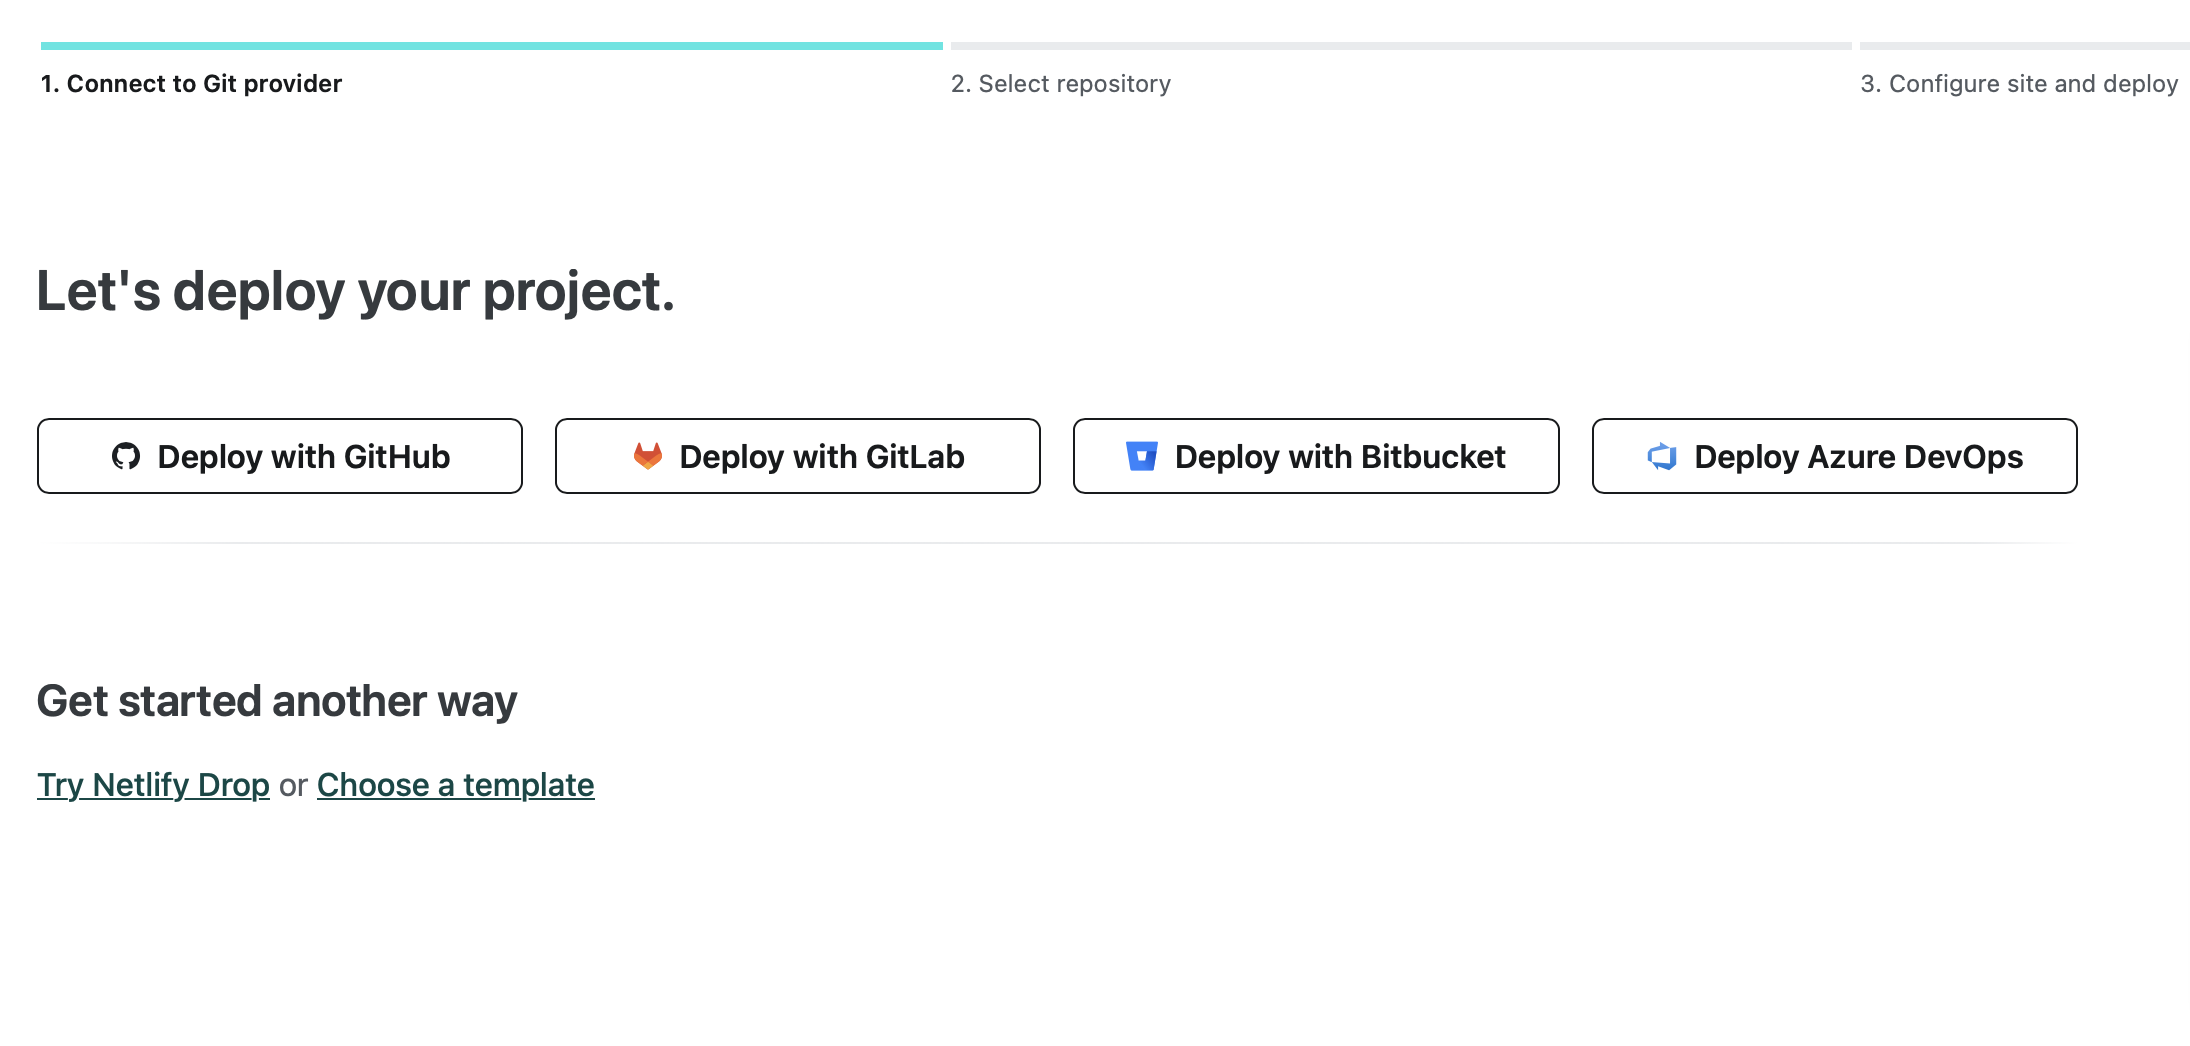 1. Connect to Git provider
2. Select repository
3. Configure site and deploy
Let's deploy your project.
Deploy with GitHub
Deploy with GitLab
Deploy with Bitbucket
Deploy Azure DevOps
Get started another way
Try Netlify Drop or Choose a template